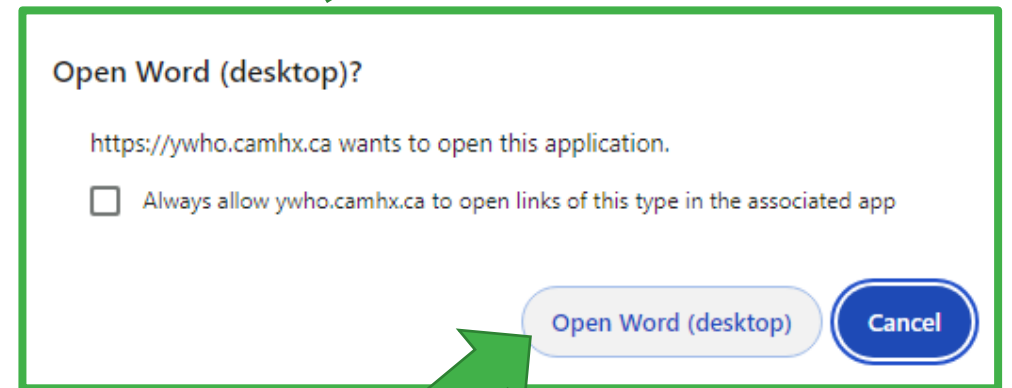 Open Word (desktop)?
https://ywho.camhx.ca wants to open this application.
Always allow ywho.camhx.ca to open links of this type in the associated app
Open Word (desktop)
Cancel